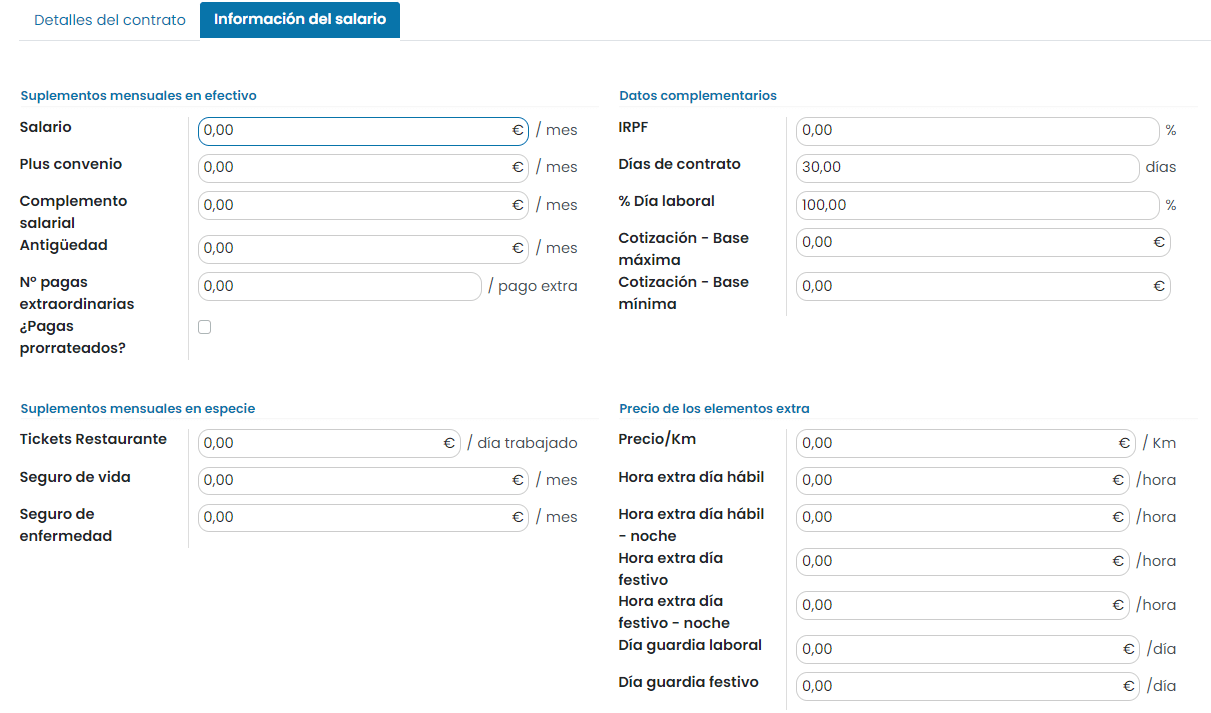 Detalles del contrato
Información del salario
Suplementos mensuales en efectivo
Salario
0,00 € / mes
Plus convenio
0,00 € / mes
Complemento
salarial
0,00 € / mes
Antigüedad
0,00 € / mes
Nº pagas
extraordinarias
0,00 / pago extra
¿Pagas
prorrateados?
Datos complementarios
IRPF
0,00 %
Días de contrato
30,00 días
% Día laboral
100,00 %
Cotización - Base
máxima
0,00 €
Cotización - Base
mínima
0,00 €
Suplementos mensuales en especie
Tickets Restaurante
0,00 € / día trabajado
Seguro de vida
0,00 € / mes
Seguro de
enfermedad
0,00 € / mes
Precio de los elementos extra
Precio/Km
0,00 € / Km
Hora extra día hábil
0,00 € /hora
Hora extra día hábil
- noche
0,00 € /hora
Hora extra día
festivo
0,00 € /hora
Hora extra día
festivo - noche
0,00 € /hora
Día guardia laboral
0,00 € /día
Día guardia festivo
0,00 € /día